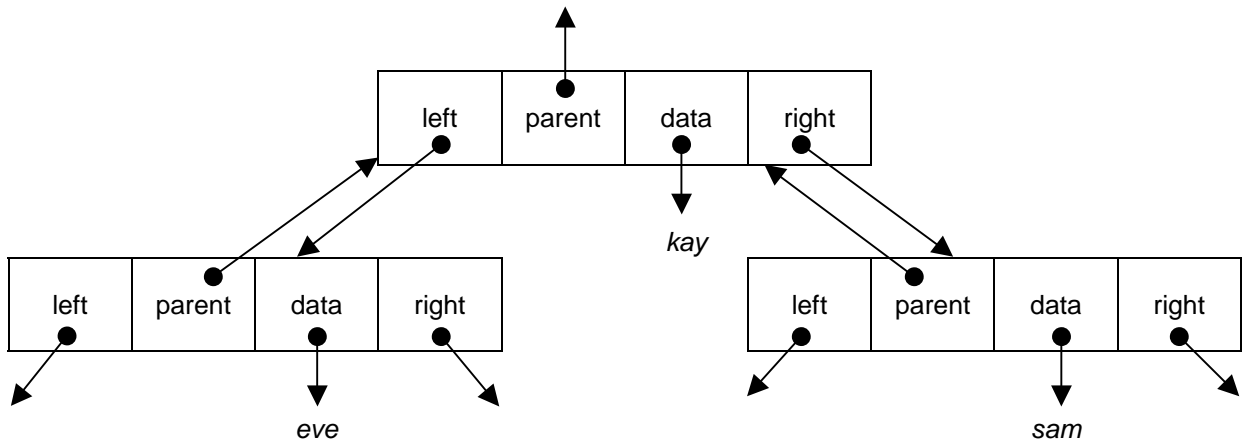 left parent data right
kay
left parent data right
left parent data right
eve
sam